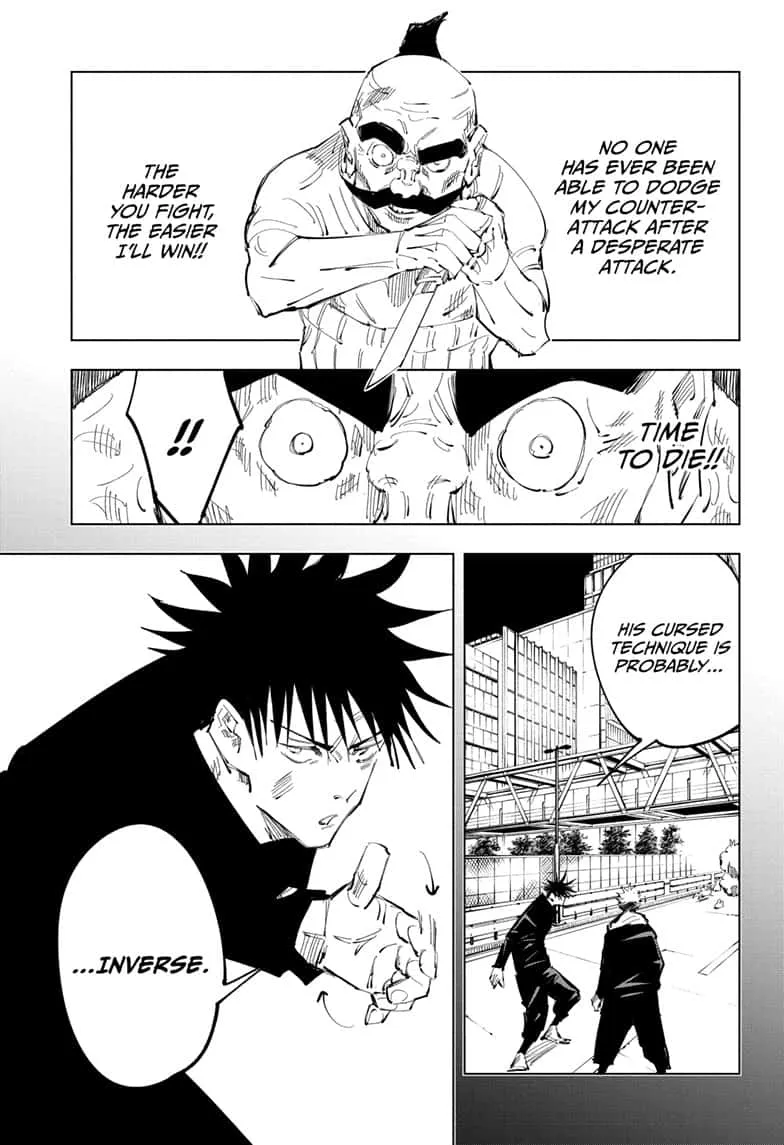 NO ONE
HAS EVER BEEN
ABLE TO DODGE
MY COUNTER-
ATTACK AFTER
A DESPERATE
ATTACK.
THE
HARDER
YOU FIGHT,
THE EASIER
I'LL WIN!!
TIME
TO DIE!!
!!
HIS CURSED
TECHNIQUE IS
PROBABLY...
...INVERSE.